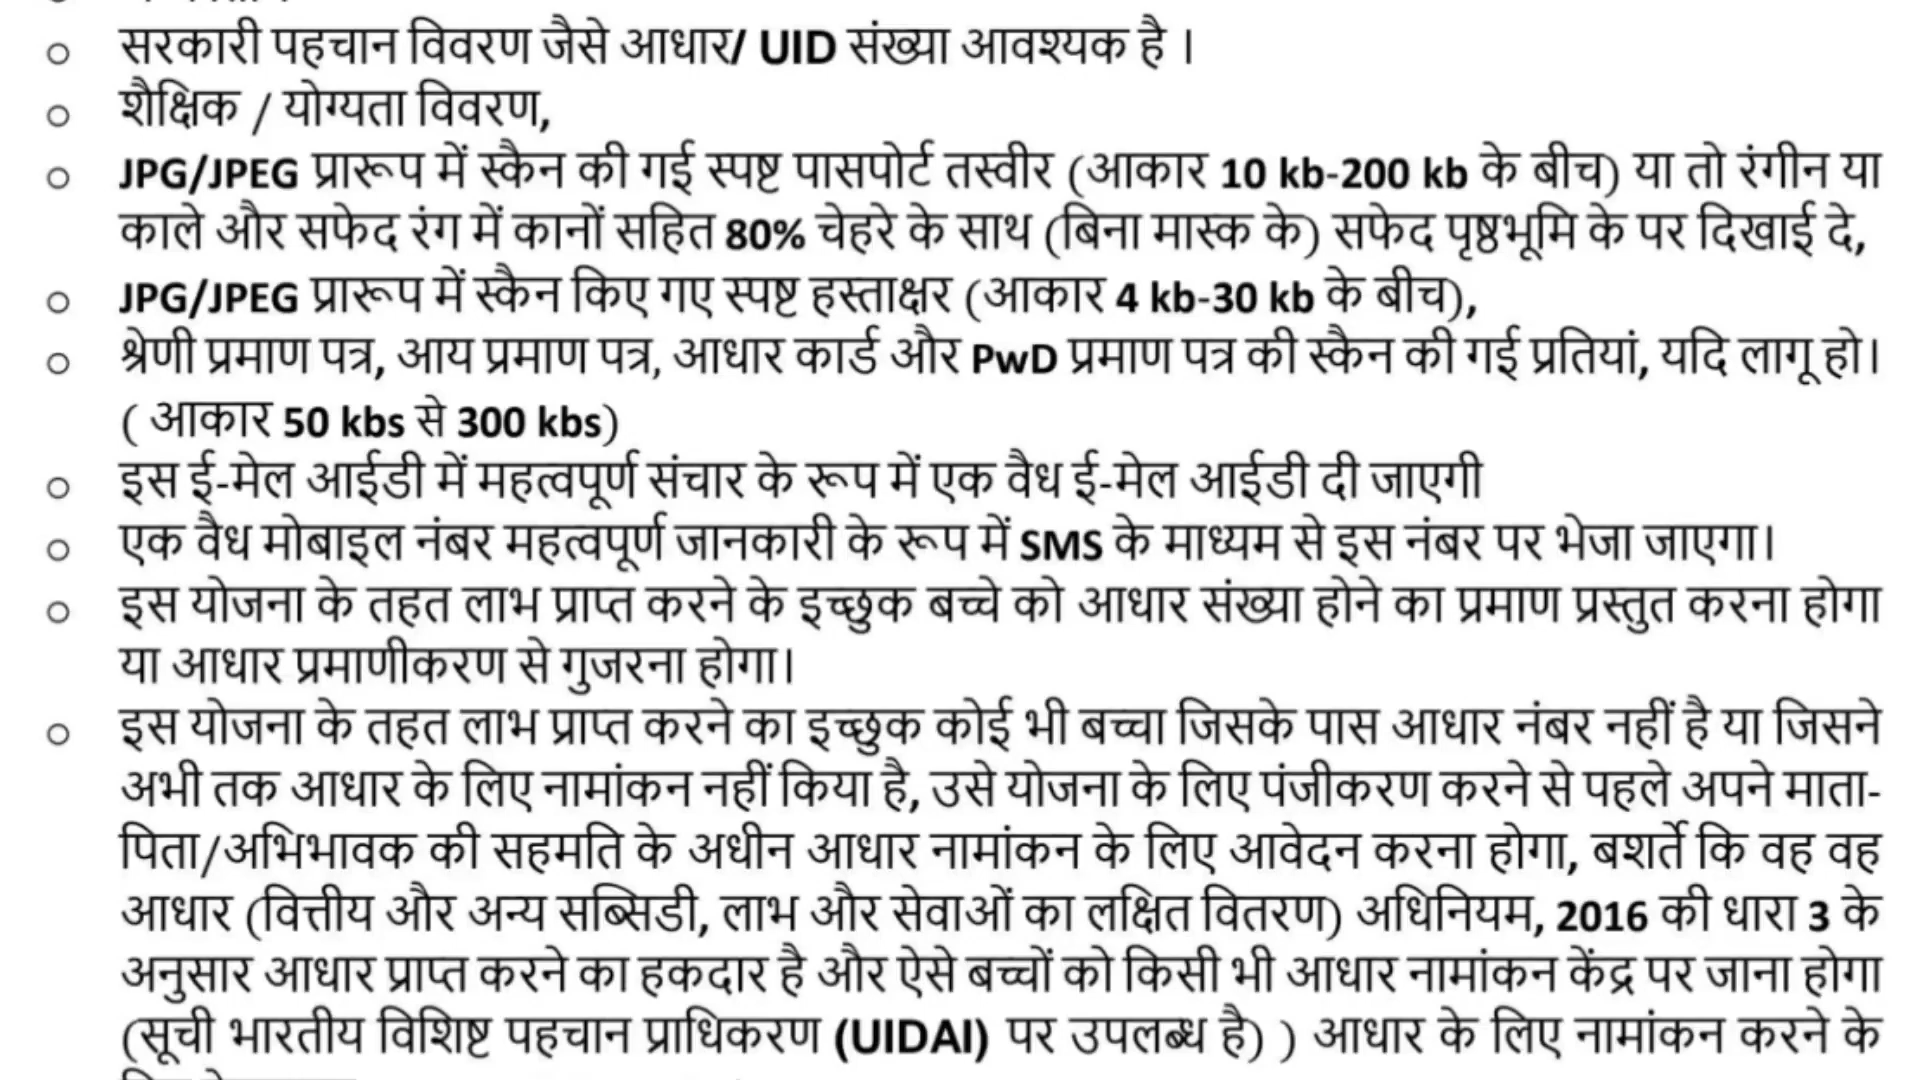 सरकारी पहचान विवरण जैसे आधार/ UID संख्या आवश्यक है ।
शैक्षिक / योग्यता विवरण,
JPG/JPEG प्रारूप में स्कैन की गई स्पष्ट पासपोर्ट तस्वीर (आकार 10 kb-200 kb के बीच) या तो रंगीन या
काले और सफेद रंग में कानों सहित 80% चेहरे के साथ (बिना मास्क के) सफेद पृष्ठभूमि के पर दिखाई दे,
JPG/JPEG प्रारूप में स्कैन किए गए स्पष्ट हस्ताक्षर (आकार 4 kb-30 kb के बीच),
श्रेणी प्रमाण पत्र, आय प्रमाण पत्र, आधार कार्ड और PwD प्रमाण पत्र की स्कैन की गई प्रतियां, यदि लागू हो।
( आकार 50 kbs से 300 kbs)
इस ई-मेल आईडी में महत्वपूर्ण संचार के रूप में एक वैध ई-मेल आईडी दी जाएगी
एक वैध मोबाइल नंबर महत्वपूर्ण जानकारी के रूप में SMS के माध्यम से इस नंबर पर भेजा जाएगा।
इस योजना के तहत लाभ प्राप्त करने के इच्छुक बच्चे को आधार संख्या होने का प्रमाण प्रस्तुत करना होगा
या आधार प्रमाणीकरण से गुजरना होगा।
इस योजना के तहत लाभ प्राप्त करने का इच्छुक कोई भी बच्चा जिसके पास आधार नंबर नहीं है या जिसने
अभी तक आधार के लिए नामांकन नहीं किया है, उसे योजना के लिए पंजीकरण करने से पहले अपने माता-
पिता/अभिभावक की सहमति के अधीन आधार नामांकन के लिए आवेदन करना होगा, बशर्ते कि वह वह
आधार (वित्तीय और अन्य सब्सिडी, लाभ और सेवाओं का लक्षित वितरण) अधिनियम, 2016 की धारा 3 के
अनुसार आधार प्राप्त करने का हकदार है और ऐसे बच्चों को किसी भी आधार नामांकन केंद्र पर जाना होगा
(सूची भारतीय विशिष्ट पहचान प्राधिकरण (UIDAI) पर उपलब्ध है) ) आधार के लिए नामांकन करने के